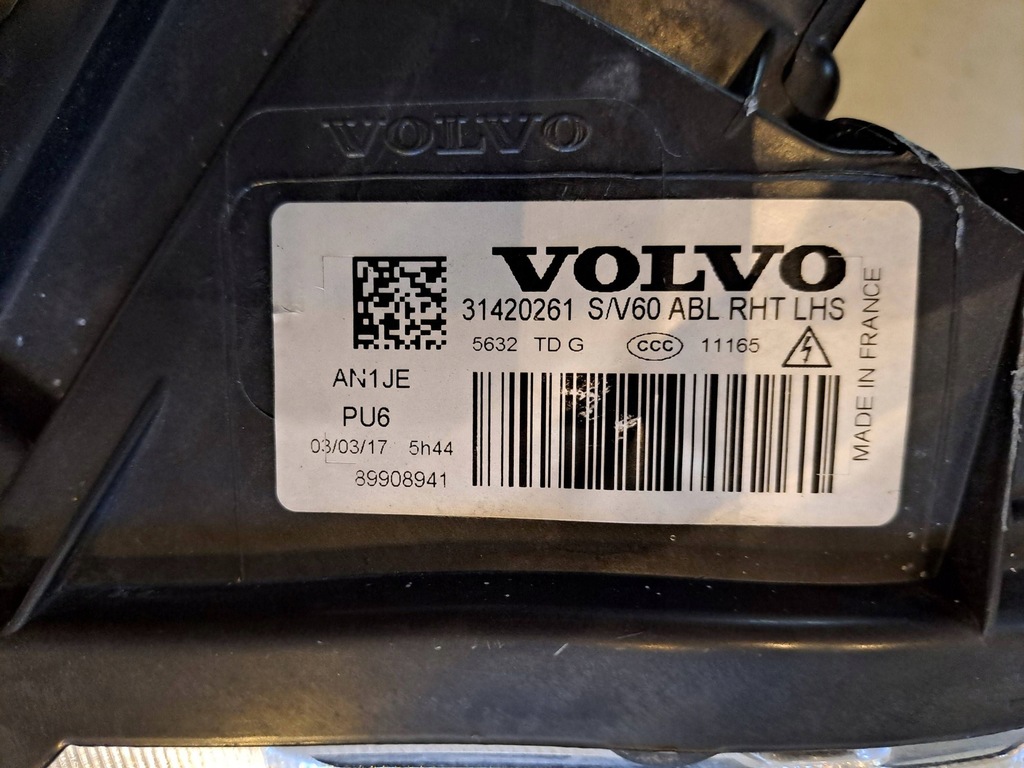 VOLVO
VOLVO
31420261 S/V60 ABL RHT LHS
5632 TD G CCC 11165
AN1JE
PU6
03/03/17 5h44
89908941
MADE IN FRANCE